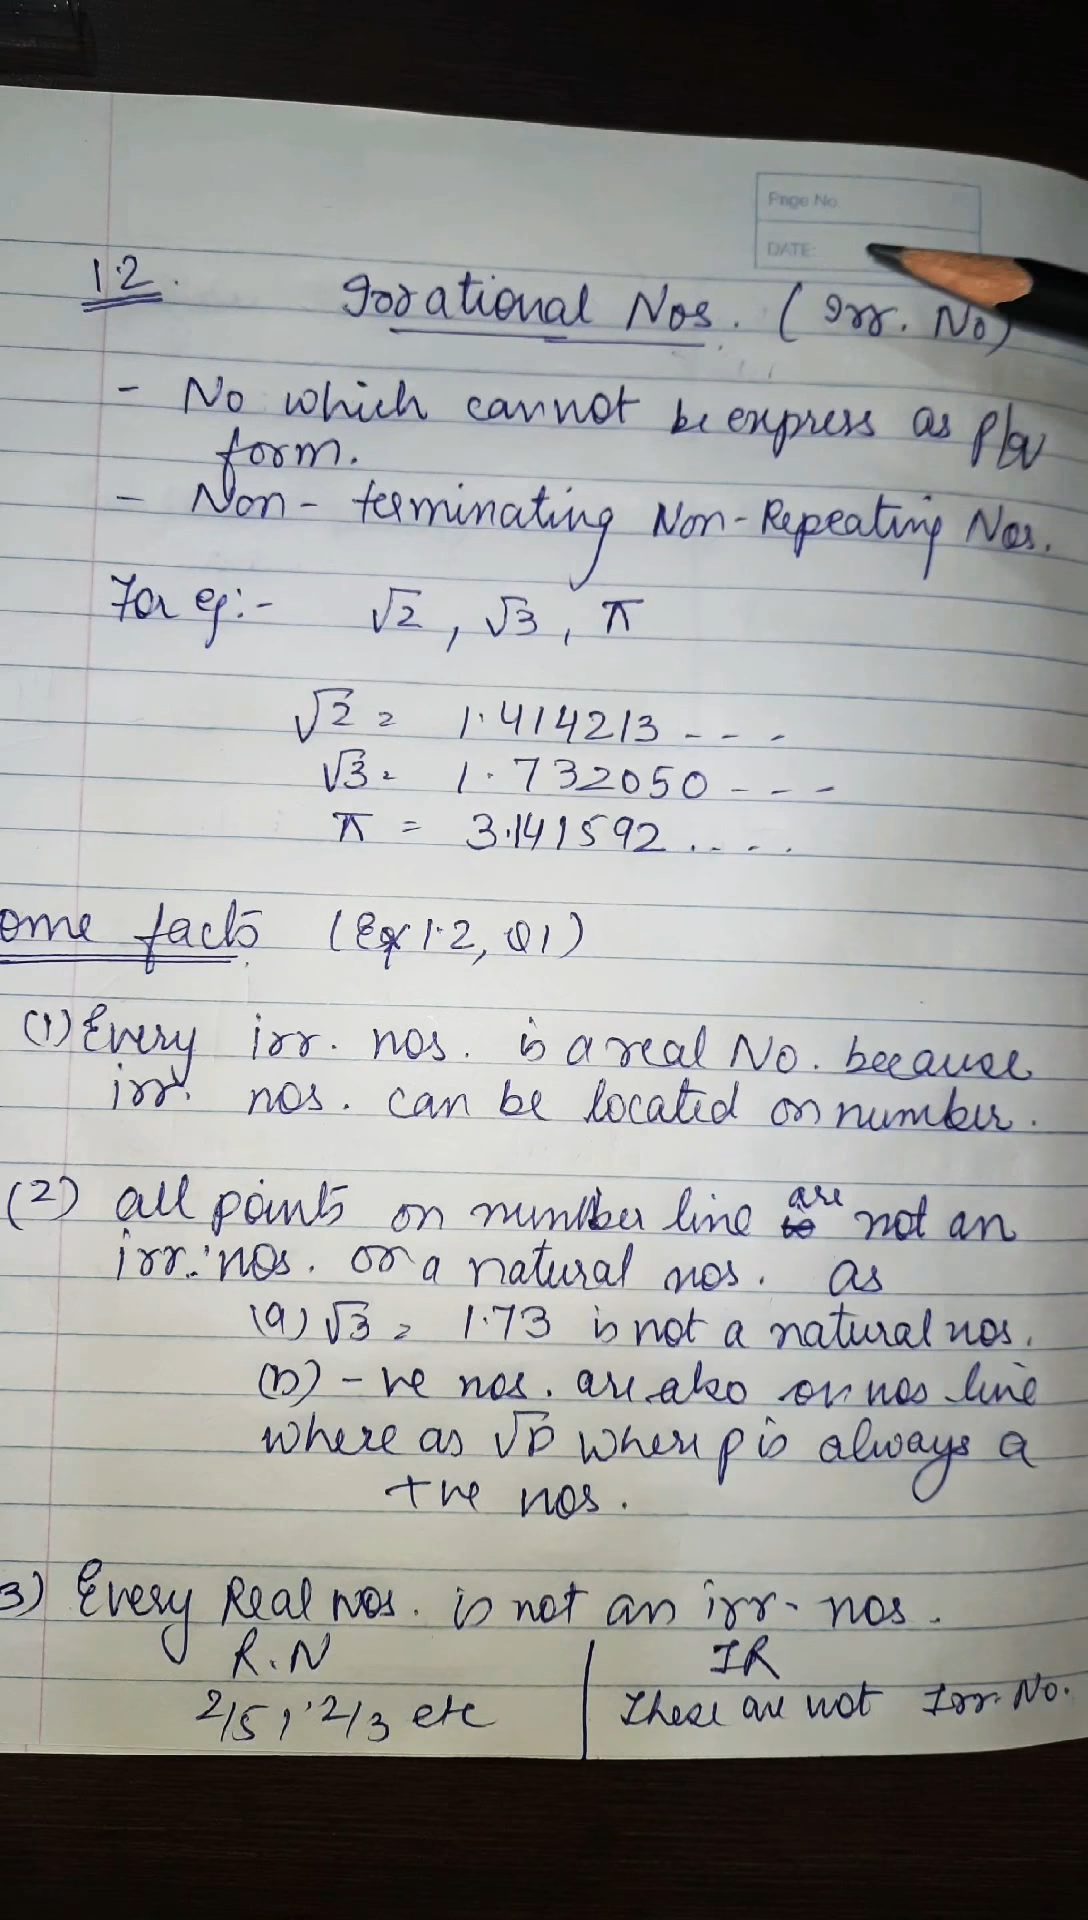 Page No
DATE:
1.2. Irrational Nos. (Irr. No)
- No which cannot be express as p/q
form.
- Non-terminating Non-Repeating Nos.
For eg:- √2, √3, π
√2 = 1.414213 - - -
√3 = 1.732050 - - -
π = 3.141592 ....
ome facts (Ex 1.2, Q1)
(1) Every irr. nos. is a real No. because
irr. nos. can be located on number.
(2) all points on number line are not an
irr. nos. or a natural nos. as
(a) √3 = 1.73 is not a natural nos.
(b) -ve nos. are also on nos line
where as √p where p is always a
+ve nos.
3) Every Real nos. is not an irr- nos.
R.N | IR
2/5, 2/3 etc | These are not Irr. No.